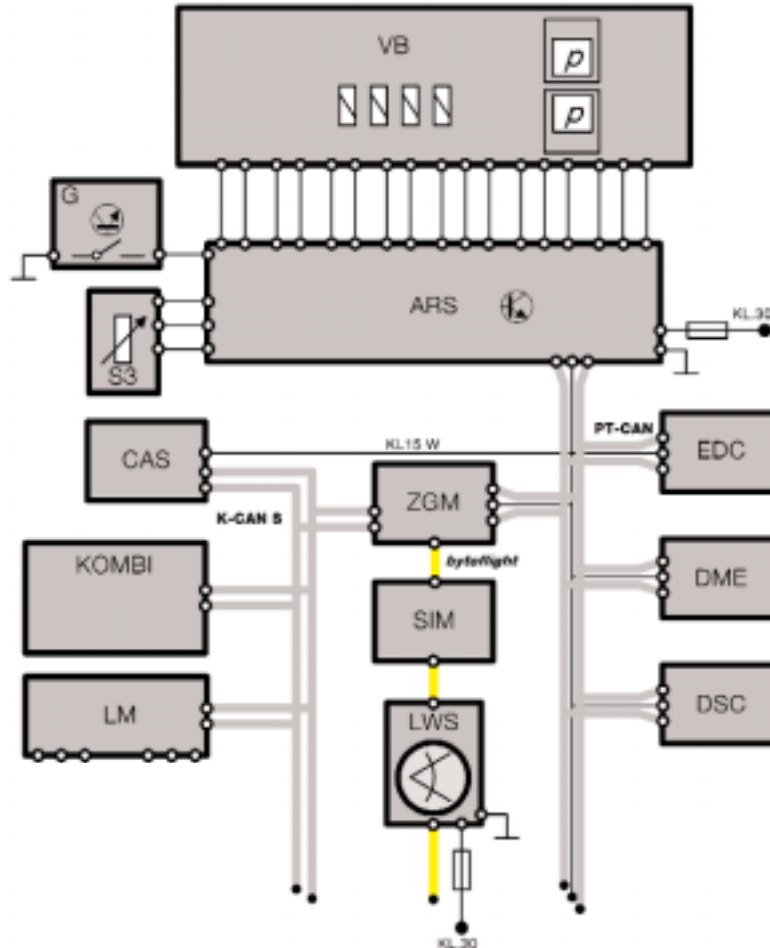 VB
p
p
G
ARS
KL.30
S3
CAS
KL15 W
PT-CAN
EDC
ZGM
K-CAN S
byteflight
KOMBI
DME
SIM
LM
LWS
DSC
KL.30